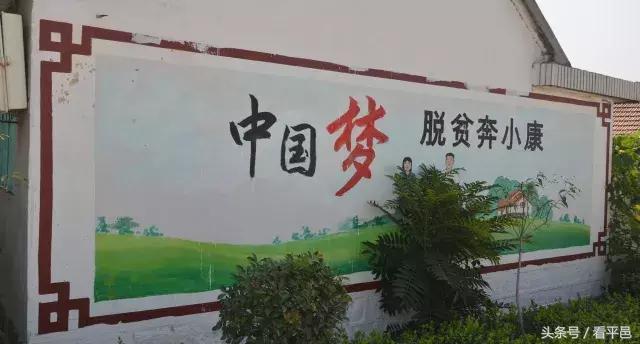 中国梦 脱贫奔小康
头条号 / 看平邑